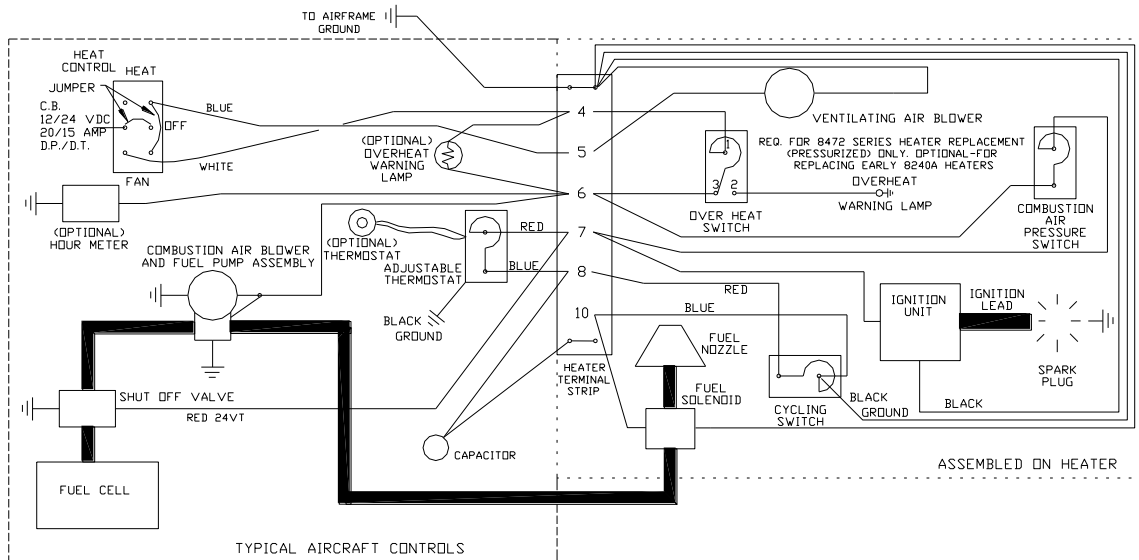 TO AIRFRAME
GROUND
HEAT
CONTROL
HEAT
JUMPER
C.B.
12/24 VDC
20/15 AMP
D.P./D.T.
OFF
FAN
BLUE
WHITE
(OPTIONAL)
OVERHEAT
WARNING
LAMP
4
5
6
7
8
10
VENTILATING AIR BLOWER
REQ. FOR 8472 SERIES HEATER REPLACEMENT
(PRESSURIZED) ONLY. OPTIONAL-FOR
REPLACING EARLY 8240A HEATERS
1
3 2
OVERHEAT
WARNING LAMP
OVER HEAT
SWITCH
COMBUSTION
AIR
PRESSURE
SWITCH
(OPTIONAL)
HOUR METER
(OPTIONAL)
THERMOSTAT
COMBUSTION AIR BLOWER
AND FUEL PUMP ASSEMBLY
ADJUSTABLE
THERMOSTAT
RED
BLUE
BLACK
GROUND
RED
BLUE
IGNITION
UNIT
IGNITION
LEAD
SPARK
PLUG
FUEL
NOZZLE
HEATER
TERMINAL
STRIP
FUEL
SOLENOID
CYCLING
SWITCH
BLACK
GROUND
BLACK
SHUT OFF VALVE
RED 24VT
CAPACITOR
FUEL CELL
ASSEMBLED ON HEATER
TYPICAL AIRCRAFT CONTROLS